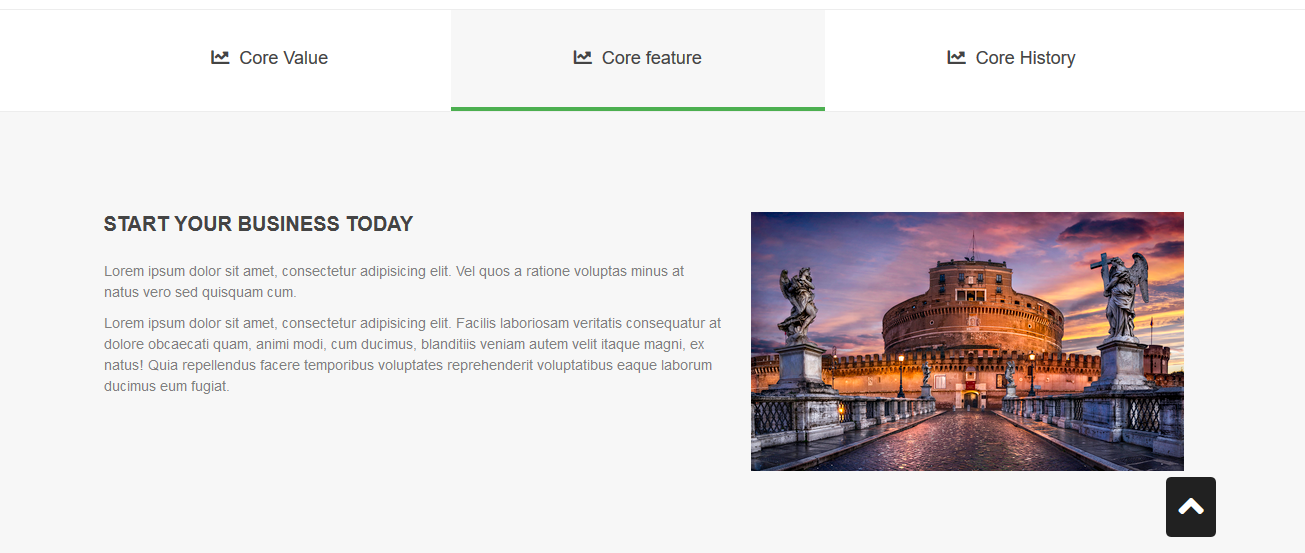 Core Value
Core feature
Core History
START YOUR BUSINESS TODAY
Lorem ipsum dolor sit amet, consectetur adipisicing elit. Vel quos a ratione voluptas minus at
natus vero sed quisquam cum.
Lorem ipsum dolor sit amet, consectetur adipisicing elit. Facilis laboriosam veritatis consequatur at
dolore obcaecati quam, animi modi, cum ducimus, blanditiis veniam autem velit itaque magni, ex
natus! Quia repellendus facere temporibus voluptates reprehenderit voluptatibus eaque laborum
ducimus eum fugiat.